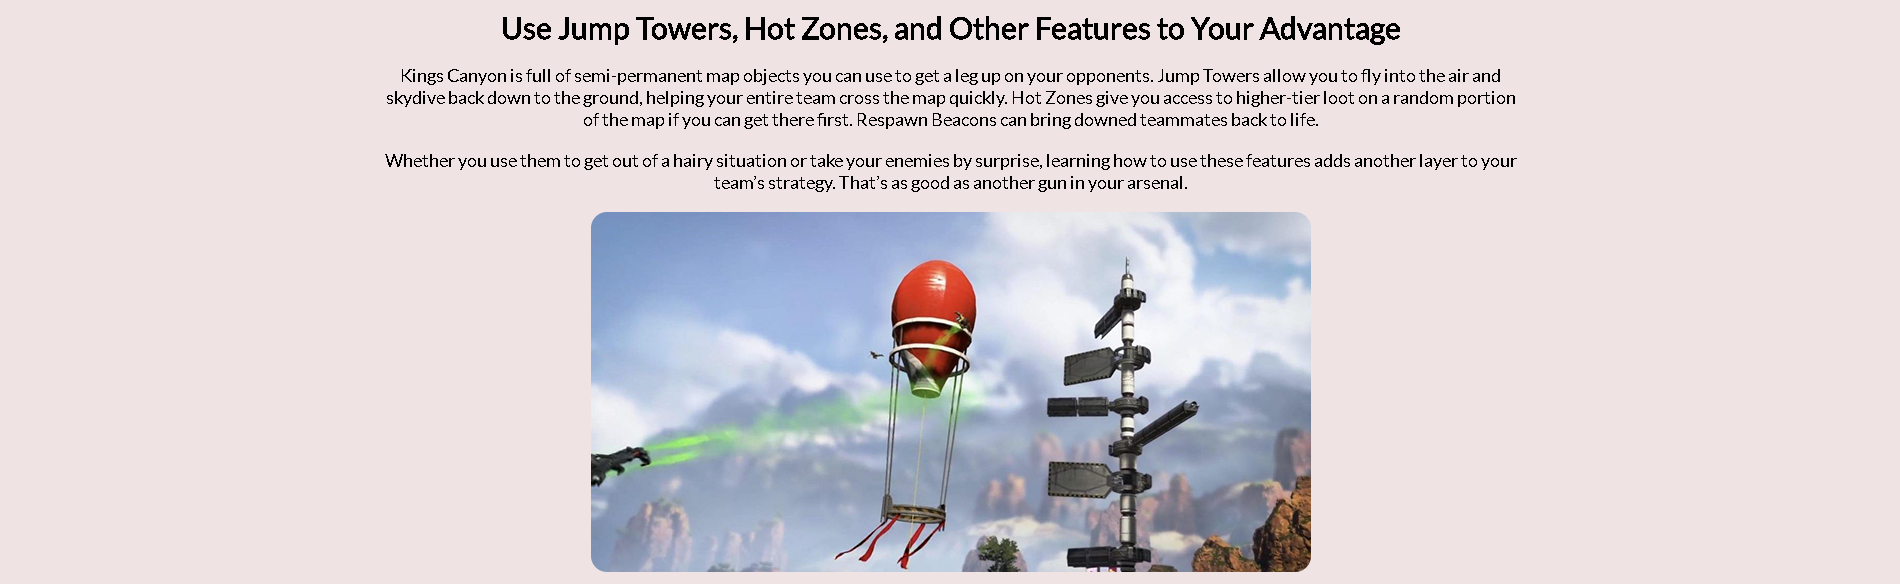 Use Jump Towers, Hot Zones, and Other Features to Your Advantage
Kings Canyon is full of semi-permanent map objects you can use to get a leg up on your opponents. Jump Towers allow you to fly into the air and
skydive back down to the ground, helping your entire team cross the map quickly. Hot Zones give you access to higher-tier loot on a random portion
of the map if you can get there first. Respawn Beacons can bring downed teammates back to life.
Whether you use them to get out of a hairy situation or take your enemies by surprise, learning how to use these features adds another layer to your
team’s strategy. That’s as good as another gun in your arsenal.